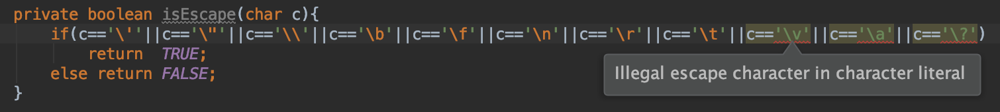 private boolean isEscape(char c){
if(c=='\''||c=='\"'||c=='\\'||c=='\b'||c=='\f'||c=='\n'||c=='\r'||c=='\t'||c=='\v'||c=='\a'||c=='\?')
return  TRUE;
Illegal escape character in character literal
else return FALSE;
}